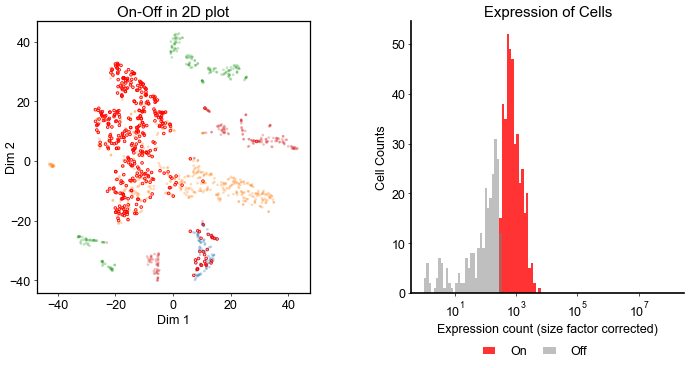 On-Off in 2D plot
Dim 2
40
20
0
−20
−40
−40 −20 0 20 40
Dim 1
Expression of Cells
Cell Counts
50
40
30
20
10
0
10^1 10^3 10^5 10^7
Expression count (size factor corrected)
On Off